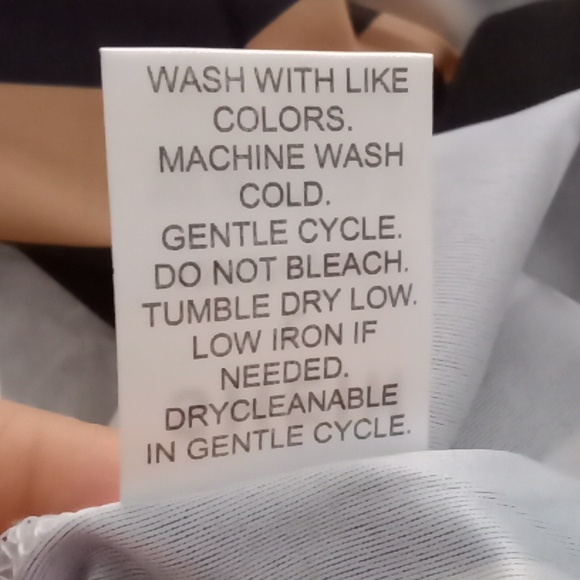 WASH WITH LIKE
COLORS.
MACHINE WASH
COLD.
GENTLE CYCLE.
DO NOT BLEACH.
TUMBLE DRY LOW.
LOW IRON IF
NEEDED.
DRYCLEANABLE
IN GENTLE CYCLE.